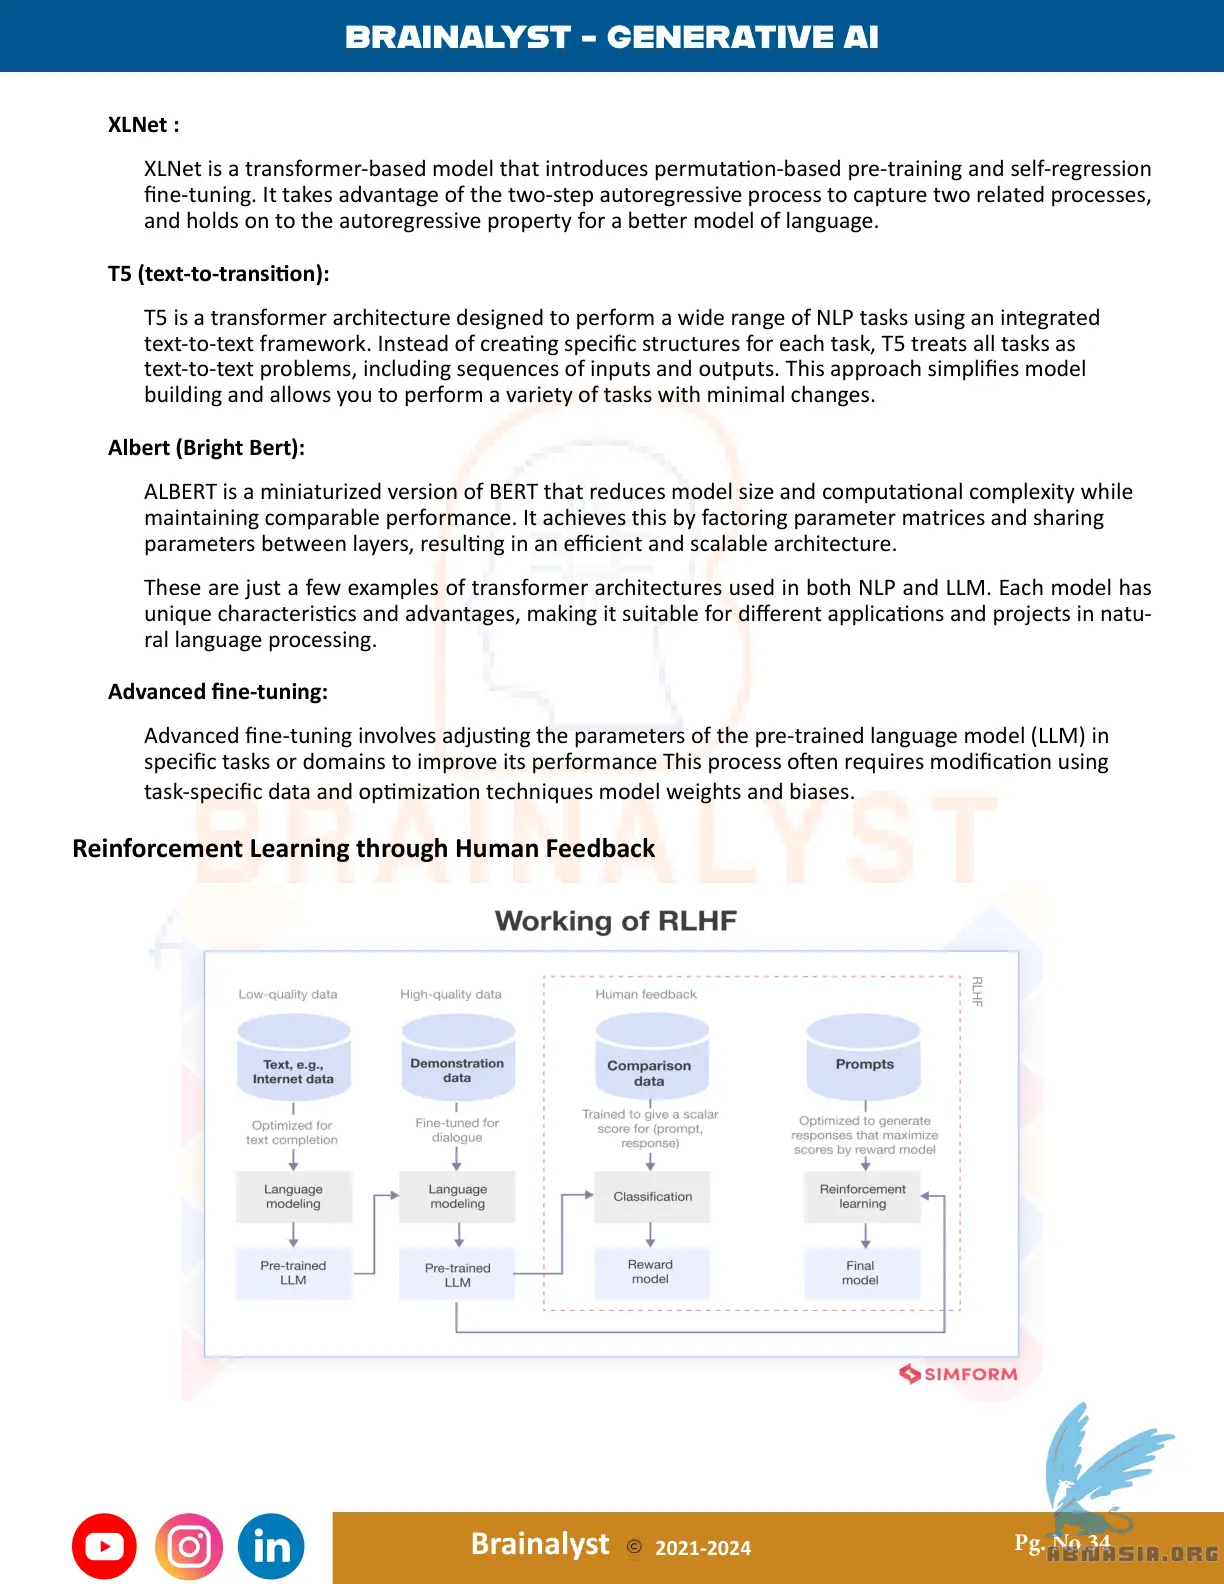 BRAINALYST - GENERATIVE AI
XLNet :
XLNet is a transformer-based model that introduces permutation-based pre-training and self-regression
fine-tuning. It takes advantage of the two-step autoregressive process to capture two related processes,
and holds on to the autoregressive property for a better model of language.
T5 (text-to-transition):
T5 is a transformer architecture designed to perform a wide range of NLP tasks using an integrated
text-to-text framework. Instead of creating specific structures for each task, T5 treats all tasks as
text-to-text problems, including sequences of inputs and outputs. This approach simplifies model
building and allows you to perform a variety of tasks with minimal changes.
Albert (Bright Bert):
ALBERT is a miniaturized version of BERT that reduces model size and computational complexity while
maintaining comparable performance. It achieves this by factoring parameter matrices and sharing
parameters between layers, resulting in an efficient and scalable architecture.
These are just a few examples of transformer architectures used in both NLP and LLM. Each model has
unique characteristics and advantages, making it suitable for different applications and projects in natu-
ral language processing.
Advanced fine-tuning:
Advanced fine-tuning involves adjusting the parameters of the pre-trained language model (LLM) in
specific tasks or domains to improve its performance This process often requires modification using
task-specific data and optimization techniques model weights and biases.
BRAINALYST
Reinforcement Learning through Human Feedback
Working of RLHF
RLHF
Low-quality data
Text, e.g.,
Internet data
Optimized for
text completion
Language
modeling
Pre-trained
LLM
High-quality data
Demonstration
data
Fine-tuned for
dialogue
Language
modeling
Pre-trained
LLM
Human feedback
Comparison
data
Trained to give a scalar
score for (prompt,
response)
Classification
Reward
model
Prompts
Optimized to generate
responses that maximize
scores by reward model
Reinforcement
learning
Final
model
SIMFORM
in
Brainalyst © 2021-2024
Pg. No 34
ABNASIA.ORG